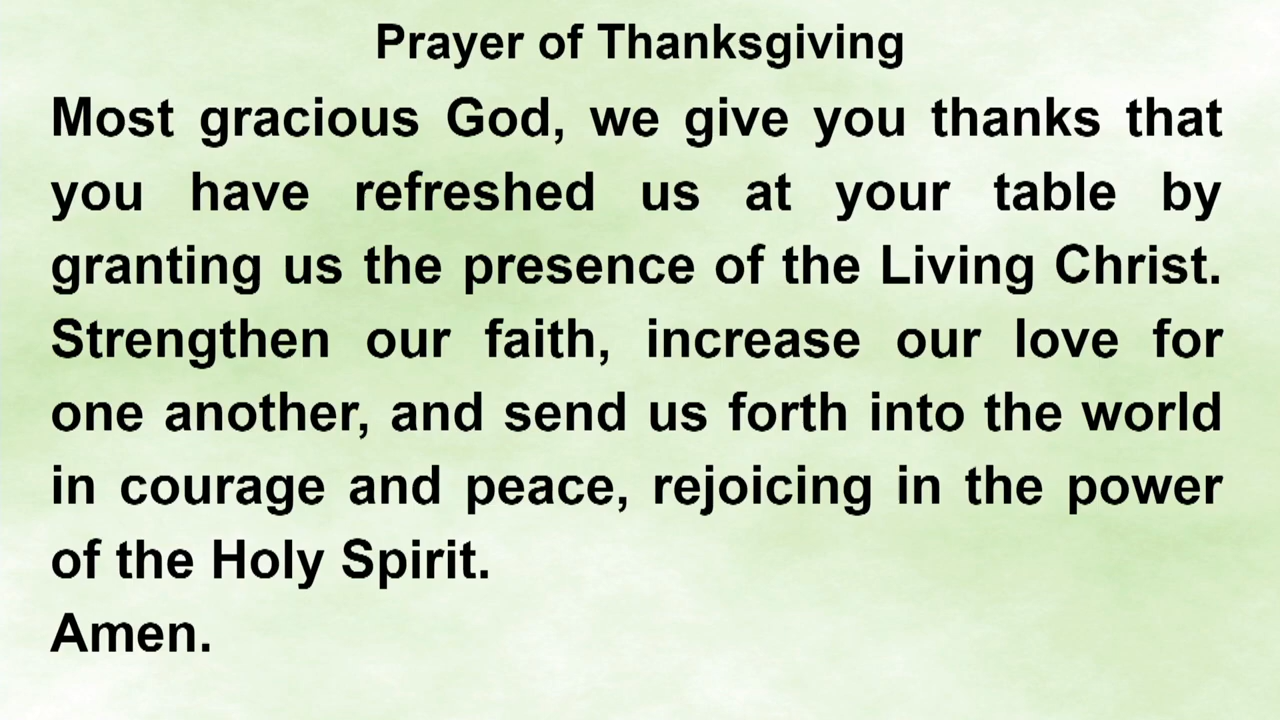 Prayer of Thanksgiving
Most gracious God, we give you thanks that
you have refreshed us at your table by
granting us the presence of the Living Christ.
Strengthen our faith, increase our love for
one another, and send us forth into the world
in courage and peace, rejoicing in the power
of the Holy Spirit.
Amen.